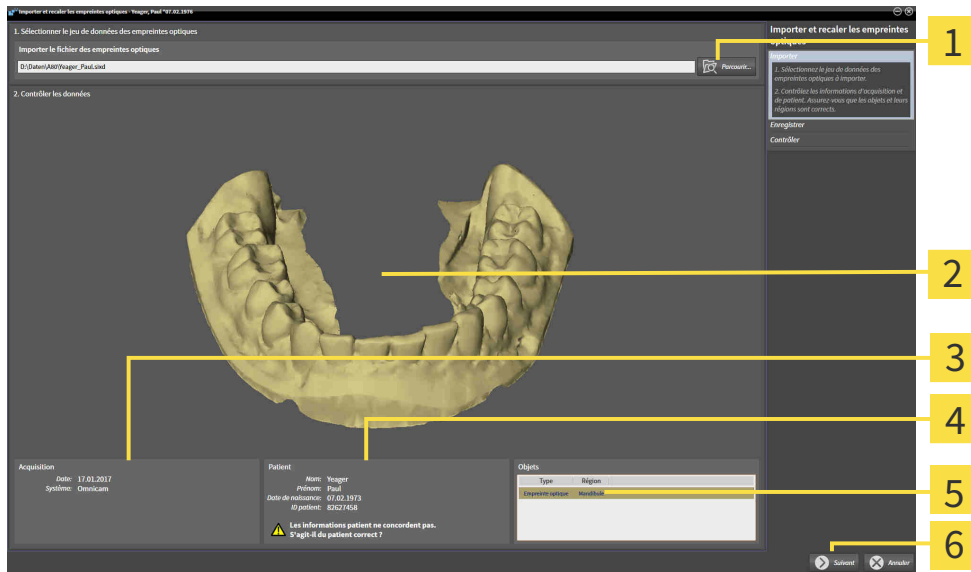 Importer et recaler les empreintes optiques - Yeager, Paul *07.02.1976
1. Sélectionner le jeu de données des empreintes optiques
Importer le fichier des empreintes optiques
D:\Daten\A80\Yeager_Paul.sixd
Parcourir...
2. Contrôler les données
Importer et recaler les empreintes
optiques
Importer
1. Sélectionnez le jeu de données des
empreintes optiques à importer.
2. Contrôlez les informations d'acquisition et
de patient. Assurez-vous que les objets et leurs
régions sont corrects.
Enregistrer
Contrôler
1
2
3
4
5
6
Acquisition
Date: 17.01.2017
Système: Omnicam
Patient
Nom: Yeager
Prénom: Paul
Date de naissance: 07.02.1973
ID patient: 82627458
Les informations patient ne concordent pas.
S'agit-il du patient correct ?
Objets
Type Région
Empreinte optique Mandibule
Suivant
Annuler